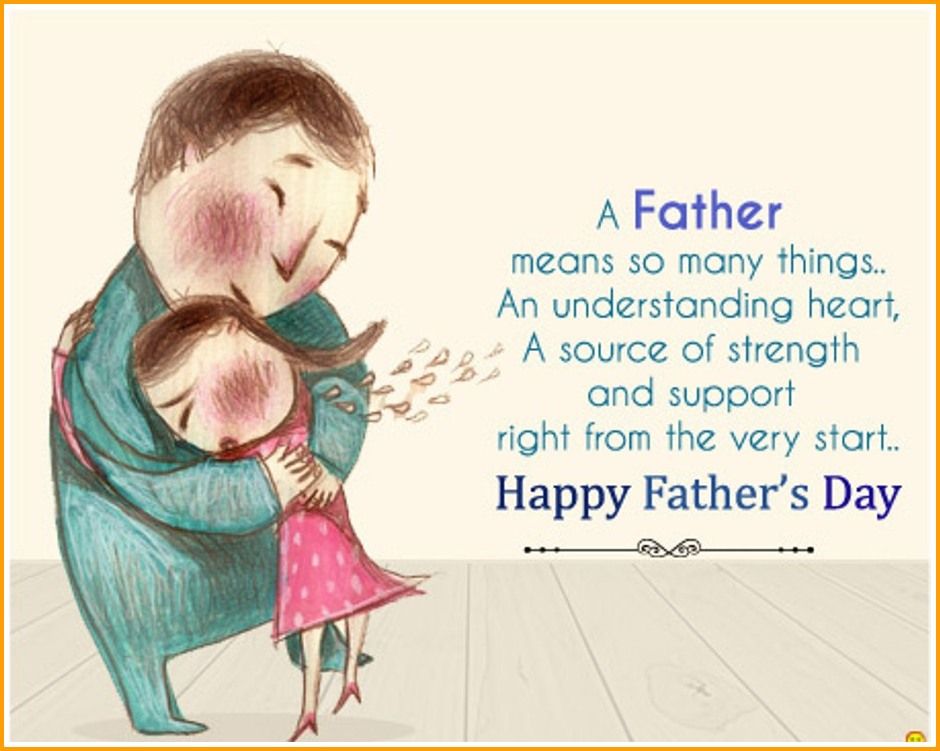 A Father
means so many things..
An understanding heart,
A source of strength
and support
right from the very start..
Happy Father's Day